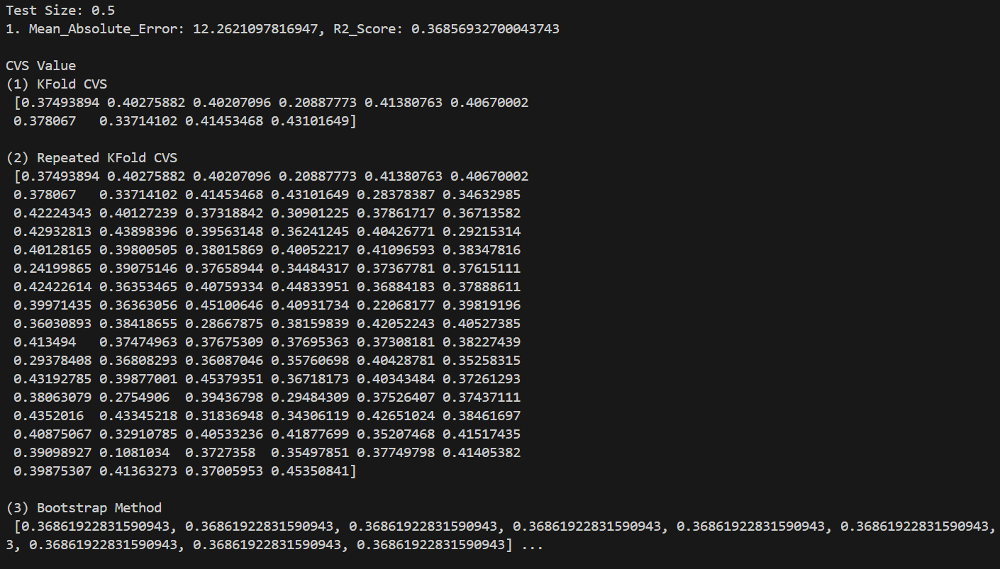 Test Size: 0.5
1. Mean_Absolute_Error: 12.2621097816947, R2_Score: 0.36856932700043743
CVS Value
(1) KFold CVS
[0.37493894 0.40275882 0.40207096 0.20887773 0.41380763 0.40670002
0.378067   0.33714102 0.41453468 0.43101649]
(2) Repeated KFold CVS
[0.37493894 0.40275882 0.40207096 0.20887773 0.41380763 0.40670002
0.378067   0.33714102 0.41453468 0.43101649 0.28378387 0.34632985
0.42224343 0.40127239 0.37318842 0.30901225 0.37861717 0.36713582
0.42932813 0.43898396 0.39563148 0.36241245 0.40426771 0.29215314
0.40128165 0.39800505 0.38015869 0.40052217 0.41096593 0.38347816
0.24199865 0.39075146 0.37658944 0.34484317 0.37367781 0.37615111
0.42422614 0.36353465 0.40759334 0.44833951 0.36884183 0.37888611
0.39971435 0.36363056 0.45100646 0.40931734 0.22068177 0.39819196
0.36030893 0.38418655 0.28667875 0.38159839 0.42052243 0.40527385
0.413494   0.37474963 0.37675309 0.37695363 0.37308181 0.38227439
0.29378408 0.36808293 0.36087046 0.35760698 0.40428781 0.35258315
0.43192785 0.39877001 0.45379351 0.36718173 0.40343484 0.37261293
0.38063079 0.2754906  0.39436798 0.29484309 0.37526407 0.37437111
0.4352016  0.43345218 0.31836948 0.34306119 0.42651024 0.38461697
0.40875067 0.32910785 0.40533236 0.41877699 0.35207468 0.41517435
0.39098927 0.1081034  0.3727358  0.35497851 0.37749798 0.41405382
0.39875307 0.41363273 0.37005953 0.45350841]
(3) Bootstrap Method
[0.36861922831590943, 0.36861922831590943, 0.36861922831590943, 0.36861922831590943, 0.36861922831590943, 0.36861922831590943,
3, 0.36861922831590943, 0.36861922831590943, 0.36861922831590943] ...